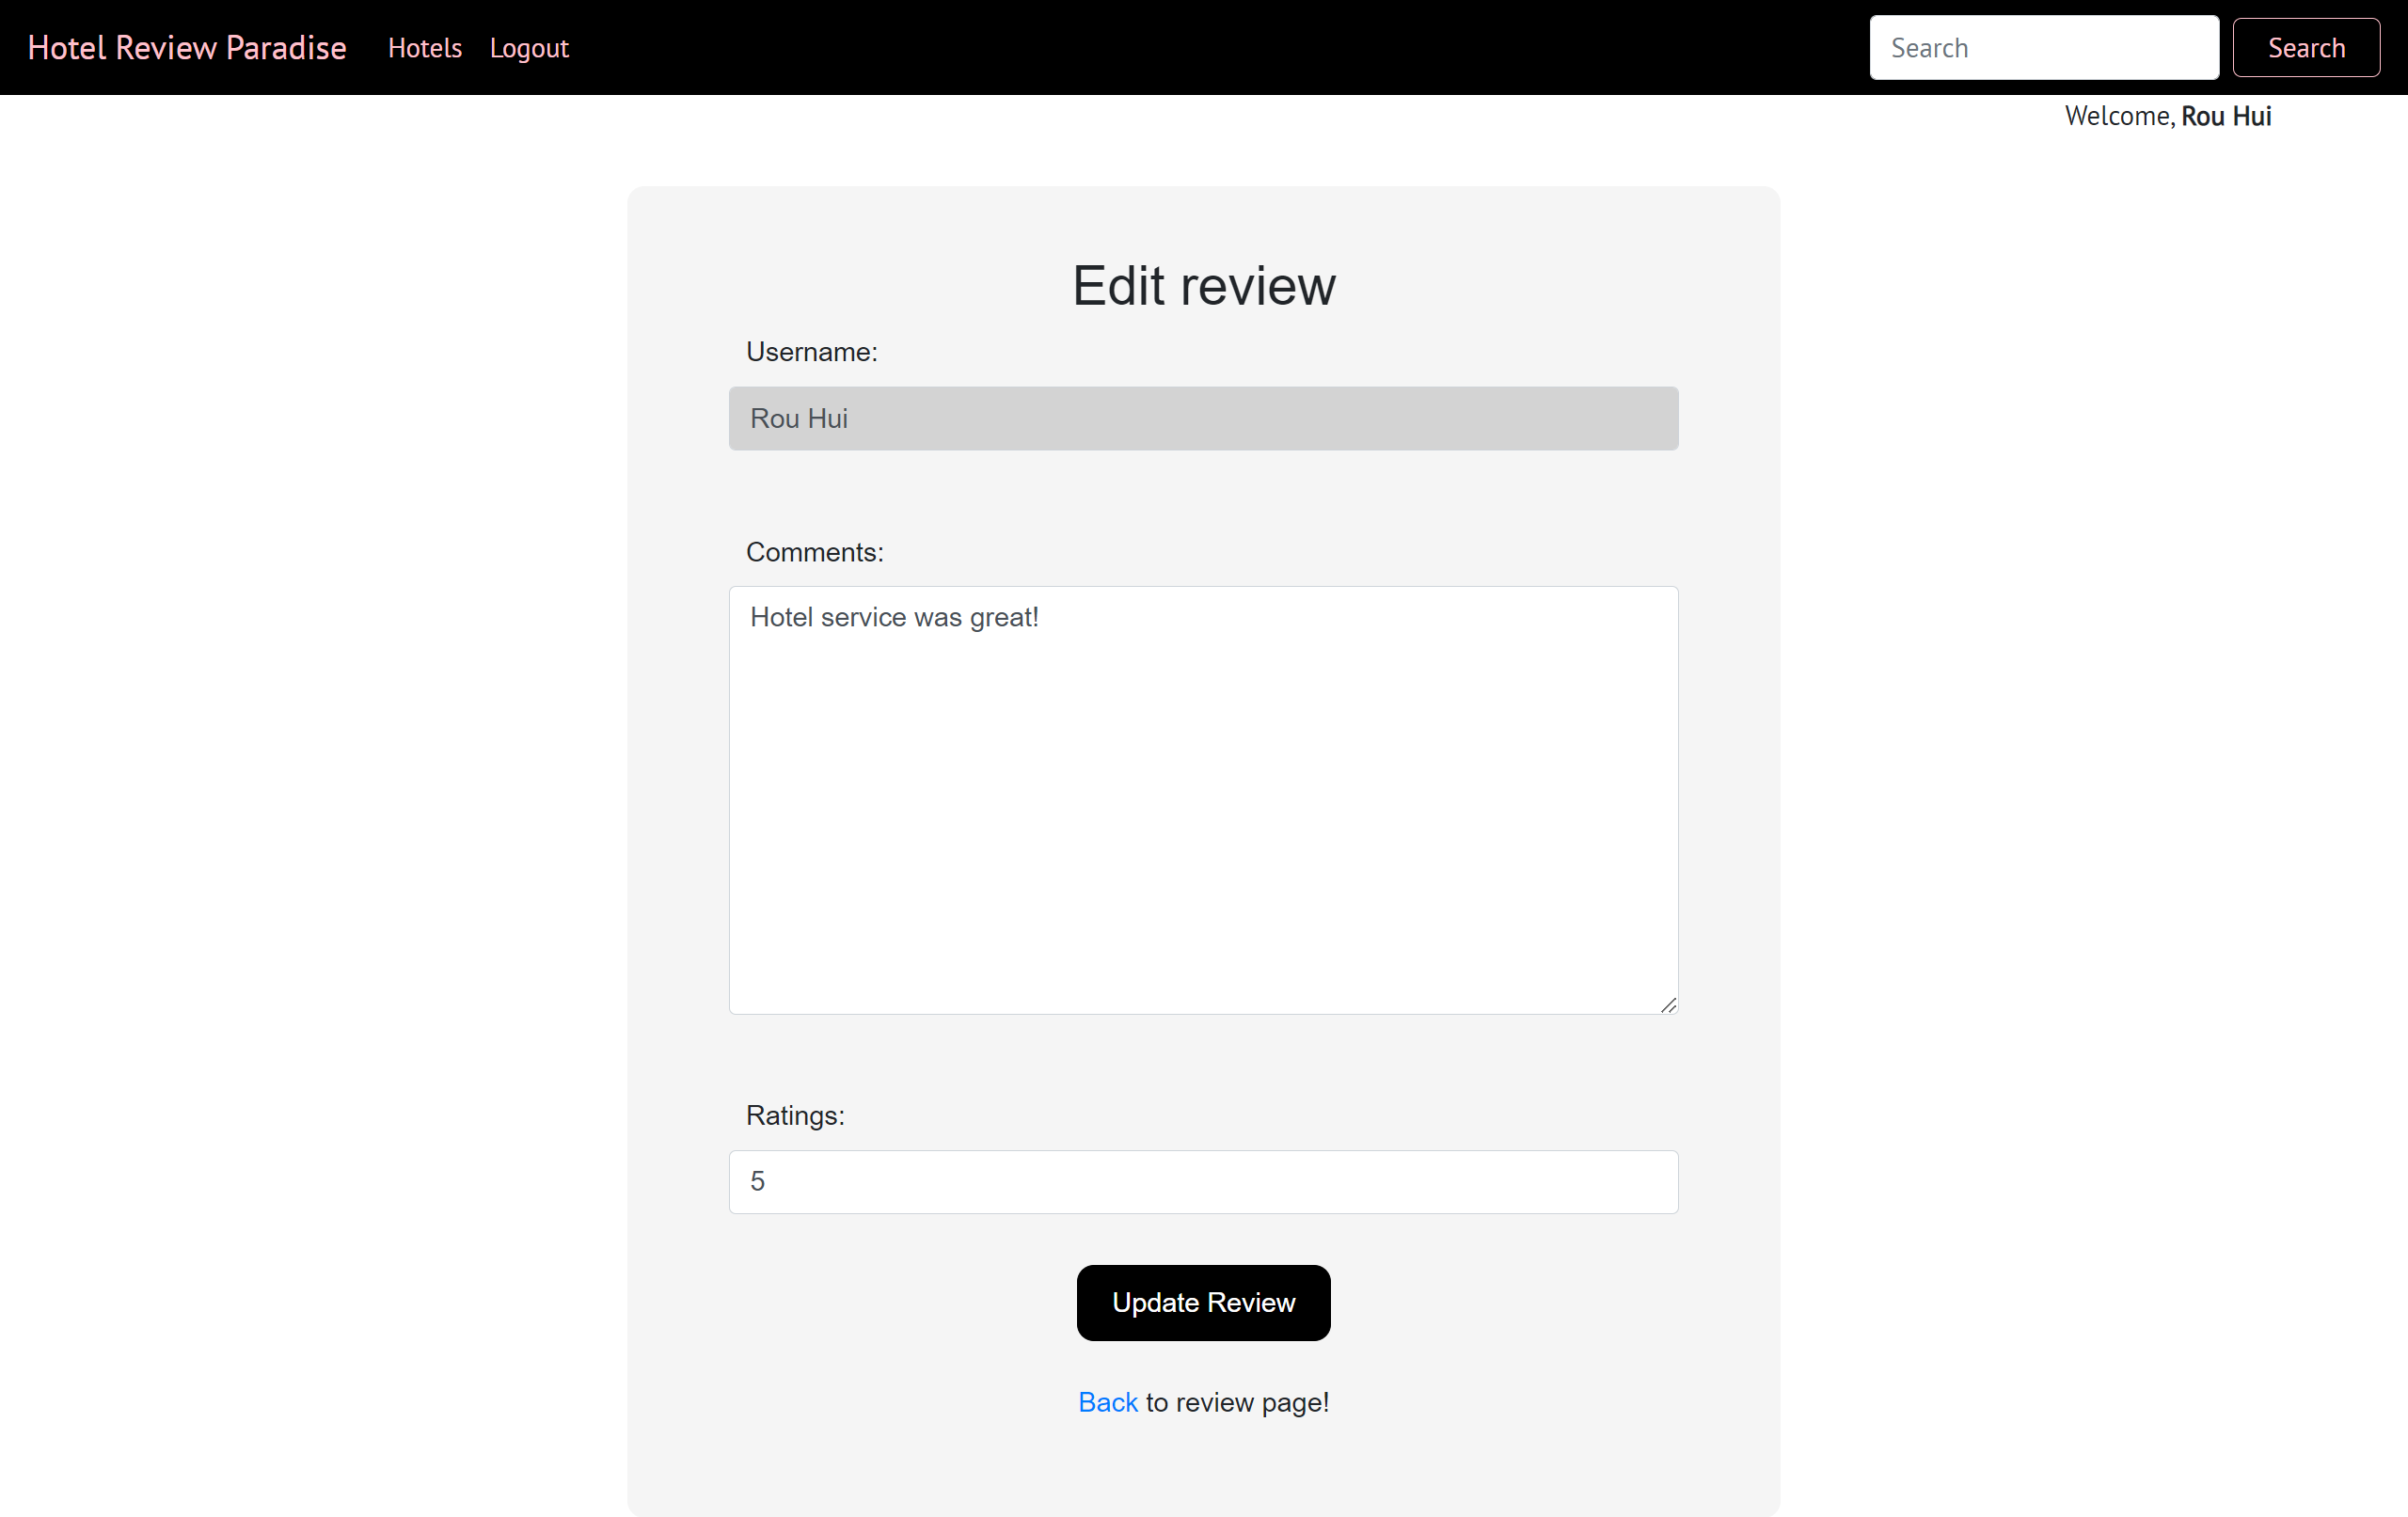 Hotel Review Paradise Hotels Logout Search Search
Welcome, Rou Hui
Edit review
Username:
Rou Hui
Comments:
Hotel service was great!
Ratings:
5
Update Review
Back to review page!